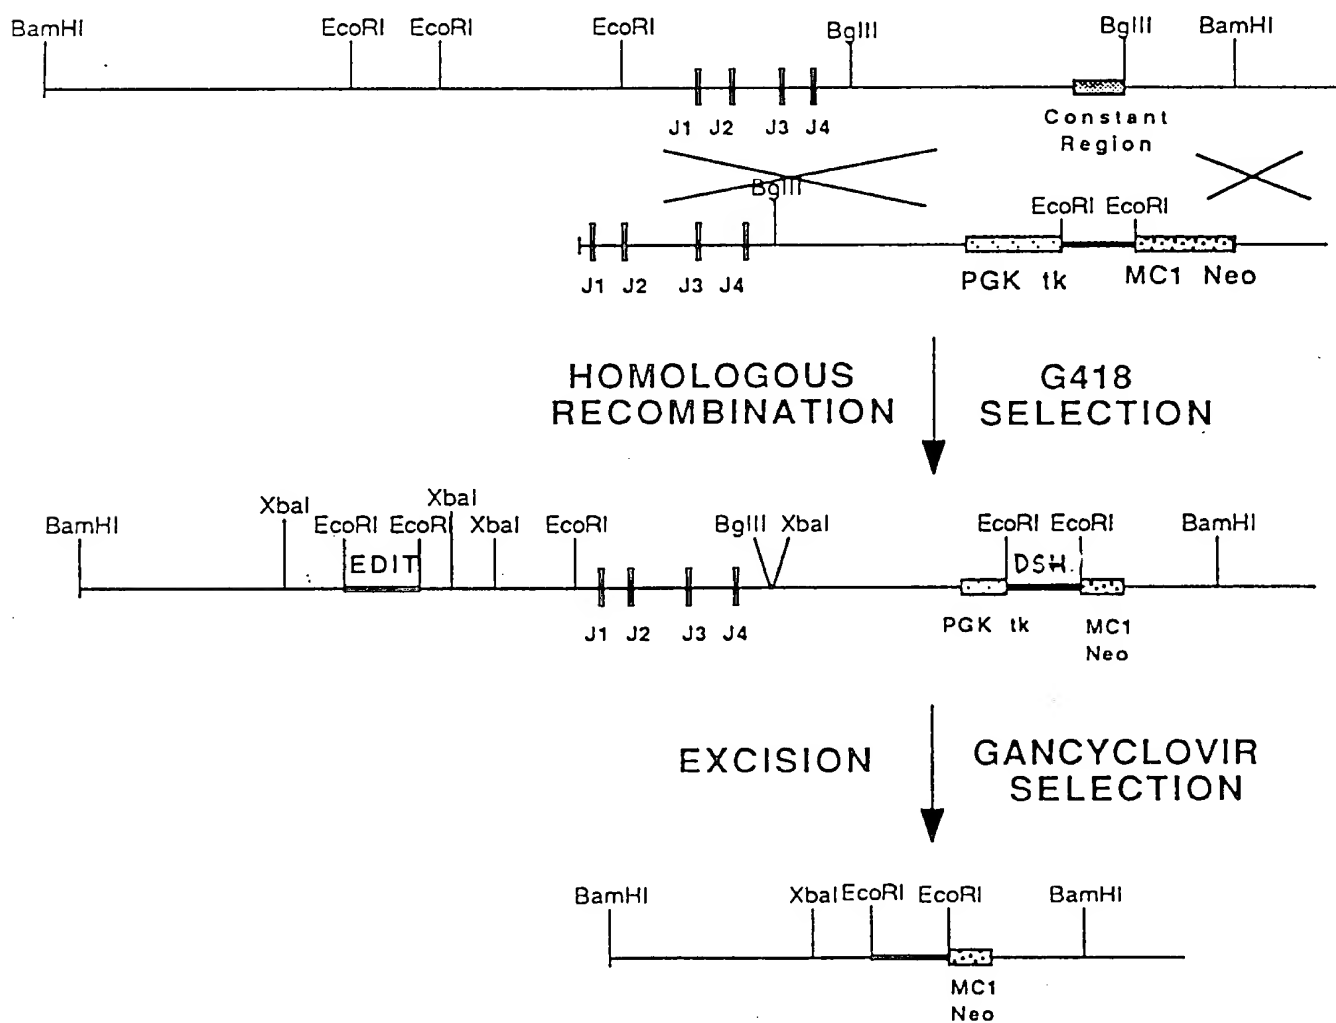 BamHI EcoRI EcoRI EcoRI BglII BglII BamHI
J1 J2 J3 J4
Constant
Region
BglII
EcoRI EcoRI
J1 J2 J3 J4
PGK tk MC1 Neo
HOMOLOGOUS
RECOMBINATION
G418
SELECTION
BamHI XbaI EcoRI EcoRI XbaI XbaI EcoRI BglII XbaI EcoRI EcoRI BamHI
EDIT
DSH.
J1 J2 J3 J4
PGK tk
MC1
Neo
EXCISION
GANCYCLOVIR
SELECTION
BamHI XbaI EcoRI EcoRI BamHI
MC1
Neo